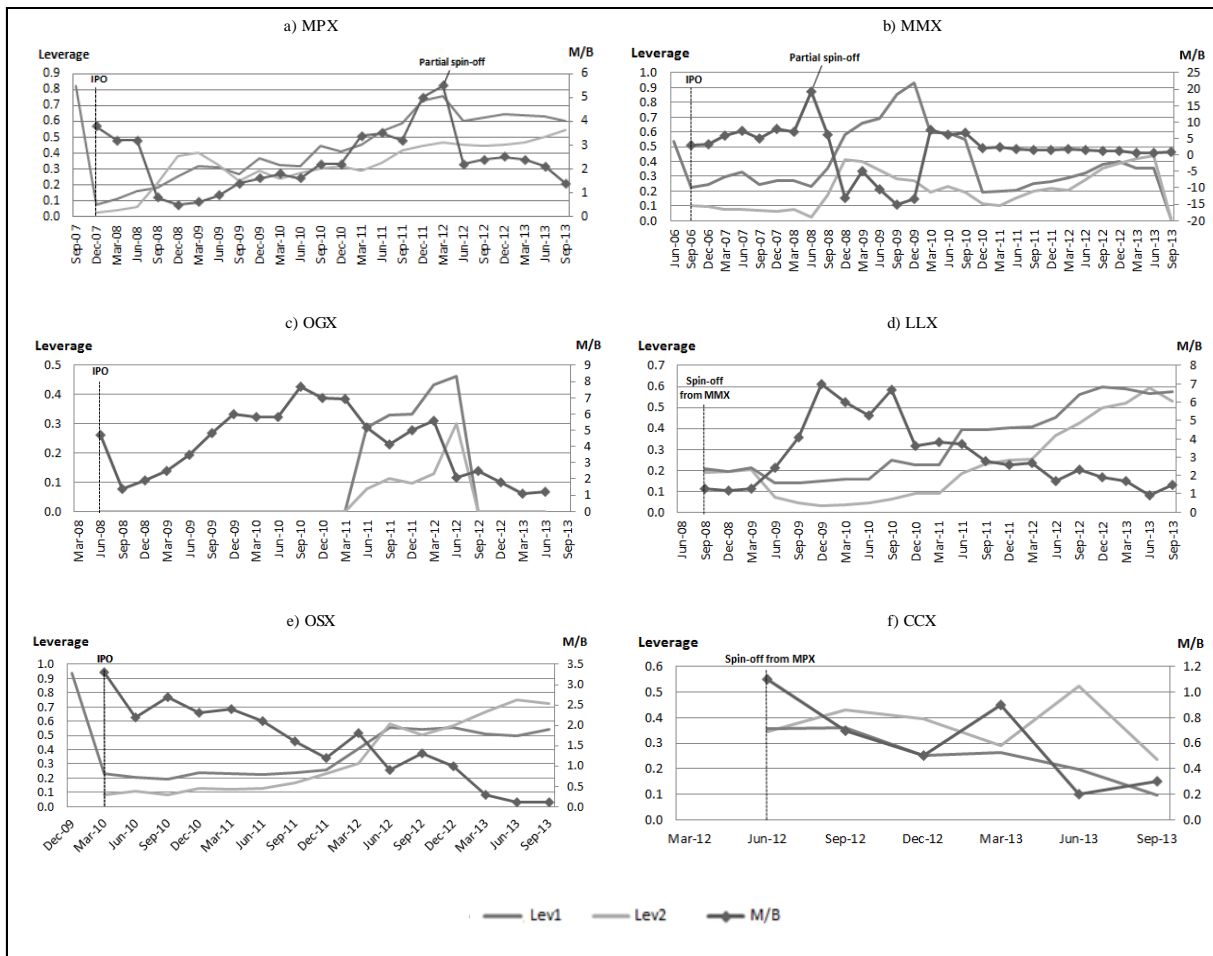 a) MPX
Leverage
M/B
IPO
Partial spin-off
0.9
0.8
0.7
0.6
0.5
0.4
0.3
0.2
0.1
0.0
6
5
4
3
2
1
0
Sep-07
Dec-07
Mar-08
Jun-08
Sep-08
Dec-08
Mar-09
Jun-09
Sep-09
Dec-09
Mar-10
Jun-10
Sep-10
Dec-10
Mar-11
Jun-11
Sep-11
Dec-11
Mar-12
Jun-12
Sep-12
Dec-12
Mar-13
Jun-13
Sep-13
b) MMX
Leverage
M/B
IPO
Partial spin-off
1.0
0.9
0.8
0.7
0.6
0.5
0.4
0.3
0.2
0.1
0.0
25
20
15
10
5
0
-5
-10
-15
-20
Jun-06
Sep-06
Dec-06
Mar-07
Jun-07
Sep-07
Dec-07
Mar-08
Jun-08
Sep-08
Dec-08
Mar-09
Jun-09
Sep-09
Dec-09
Mar-10
Jun-10
Sep-10
Dec-10
Mar-11
Jun-11
Sep-11
Dec-11
Mar-12
Jun-12
Sep-12
Dec-12
Mar-13
Jun-13
Sep-13
c) OGX
Leverage
M/B
IPO
0.5
0.4
0.3
0.2
0.1
0.0
9
8
7
6
5
4
3
2
1
0
Mar-08
Jun-08
Sep-08
Dec-08
Mar-09
Jun-09
Sep-09
Dec-09
Mar-10
Jun-10
Sep-10
Dec-10
Mar-11
Jun-11
Sep-11
Dec-11
Mar-12
Jun-12
Sep-12
Dec-12
Mar-13
Jun-13
Sep-13
d) LLX
Leverage
M/B
Spin-off
from MMX
0.7
0.6
0.5
0.4
0.3
0.2
0.1
0.0
8
7
6
5
4
3
2
1
0
Jun-08
Sep-08
Dec-08
Mar-09
Jun-09
Sep-09
Dec-09
Mar-10
Jun-10
Sep-10
Dec-10
Mar-11
Jun-11
Sep-11
Dec-11
Mar-12
Jun-12
Sep-12
Dec-12
Mar-13
Jun-13
Sep-13
e) OSX
Leverage
M/B
IPO
1.0
0.9
0.8
0.7
0.6
0.5
0.4
0.3
0.2
0.1
0.0
3.5
3.0
2.5
2.0
1.5
1.0
0.5
0.0
Dec-09
Mar-10
Jun-10
Sep-10
Dec-10
Mar-11
Jun-11
Sep-11
Dec-11
Mar-12
Jun-12
Sep-12
Dec-12
Mar-13
Jun-13
Sep-13
f) CCX
Leverage
M/B
Spin-off from MPX
0.6
0.5
0.4
0.3
0.2
0.1
0.0
1.2
1.0
0.8
0.6
0.4
0.2
0.0
Mar-12
Jun-12
Sep-12
Dec-12
Mar-13
Jun-13
Sep-13
Lev1
Lev2
M/B